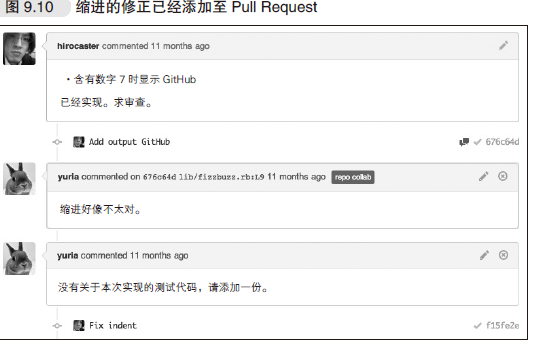 图 9.10 缩进的修正已经添加至 Pull Request
hirocaster commented 11 months ago
・含有数字 7 时显示 GitHub
已经实现。求审查。
Add output GitHub 676c64d
yuria commented on 676c64d lib/fizzbuzz.rb:L9 11 months ago repo collab
缩进好像不太对。
yuria commented 11 months ago
没有关于本次实现的测试代码，请添加一份。
Fix indent f15fe2e